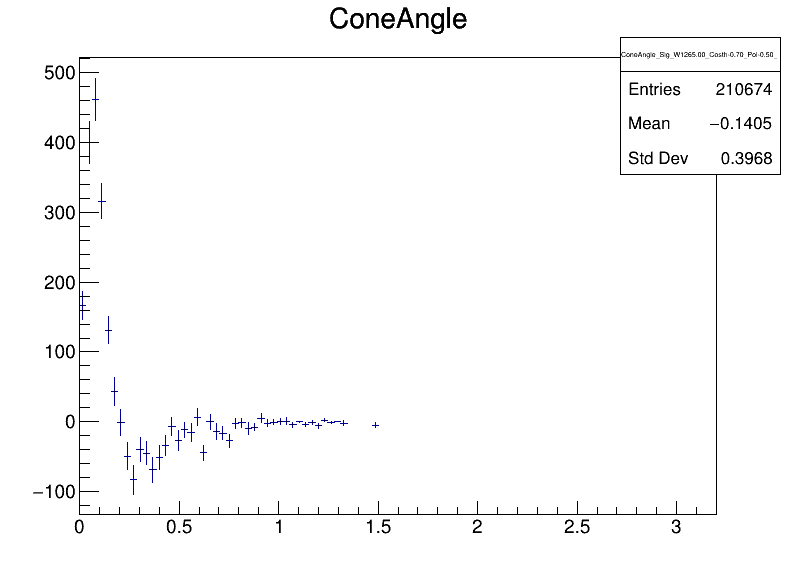 ConeAngle
ConeAngle_Sig_W1265.00_Costh-0.70_Pol-0.50_
Entries 210674
Mean −0.1405
Std Dev 0.3968
500
400
300
200
100
0
−100
0 0.5 1 1.5 2 2.5 3